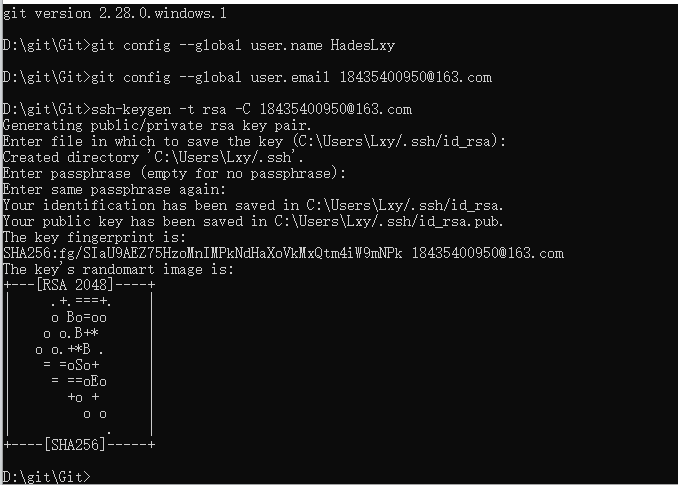 git version 2.28.0.windows.1
D:\git\Git>git config --global user.name HadesLxy
D:\git\Git>git config --global user.email 18435400950@163.com
D:\git\Git>ssh-keygen -t rsa -C 18435400950@163.com
Generating public/private rsa key pair.
Enter file in which to save the key (C:\Users\Lxy/.ssh/id_rsa):
Created directory 'C:\Users\Lxy/.ssh'.
Enter passphrase (empty for no passphrase):
Enter same passphrase again:
Your identification has been saved in C:\Users\Lxy/.ssh/id_rsa.
Your public key has been saved in C:\Users\Lxy/.ssh/id_rsa.pub.
The key fingerprint is:
SHA256:fg/SIaU9AEZ75HzoMnIMPkNdHaXoVkMxQtm4iW9mNPk 18435400950@163.com
The key's randomart image is:
+---[RSA 2048]----+
|     .+.===+.    |
|     o Bo=oo     |
|    o o.B+*      |
|   o o.+*B .     |
|    = =oSo+      |
|     = ==oEo     |
|       +o +      |
|         o o     |
|            .    |
+----[SHA256]-----+
D:\git\Git>